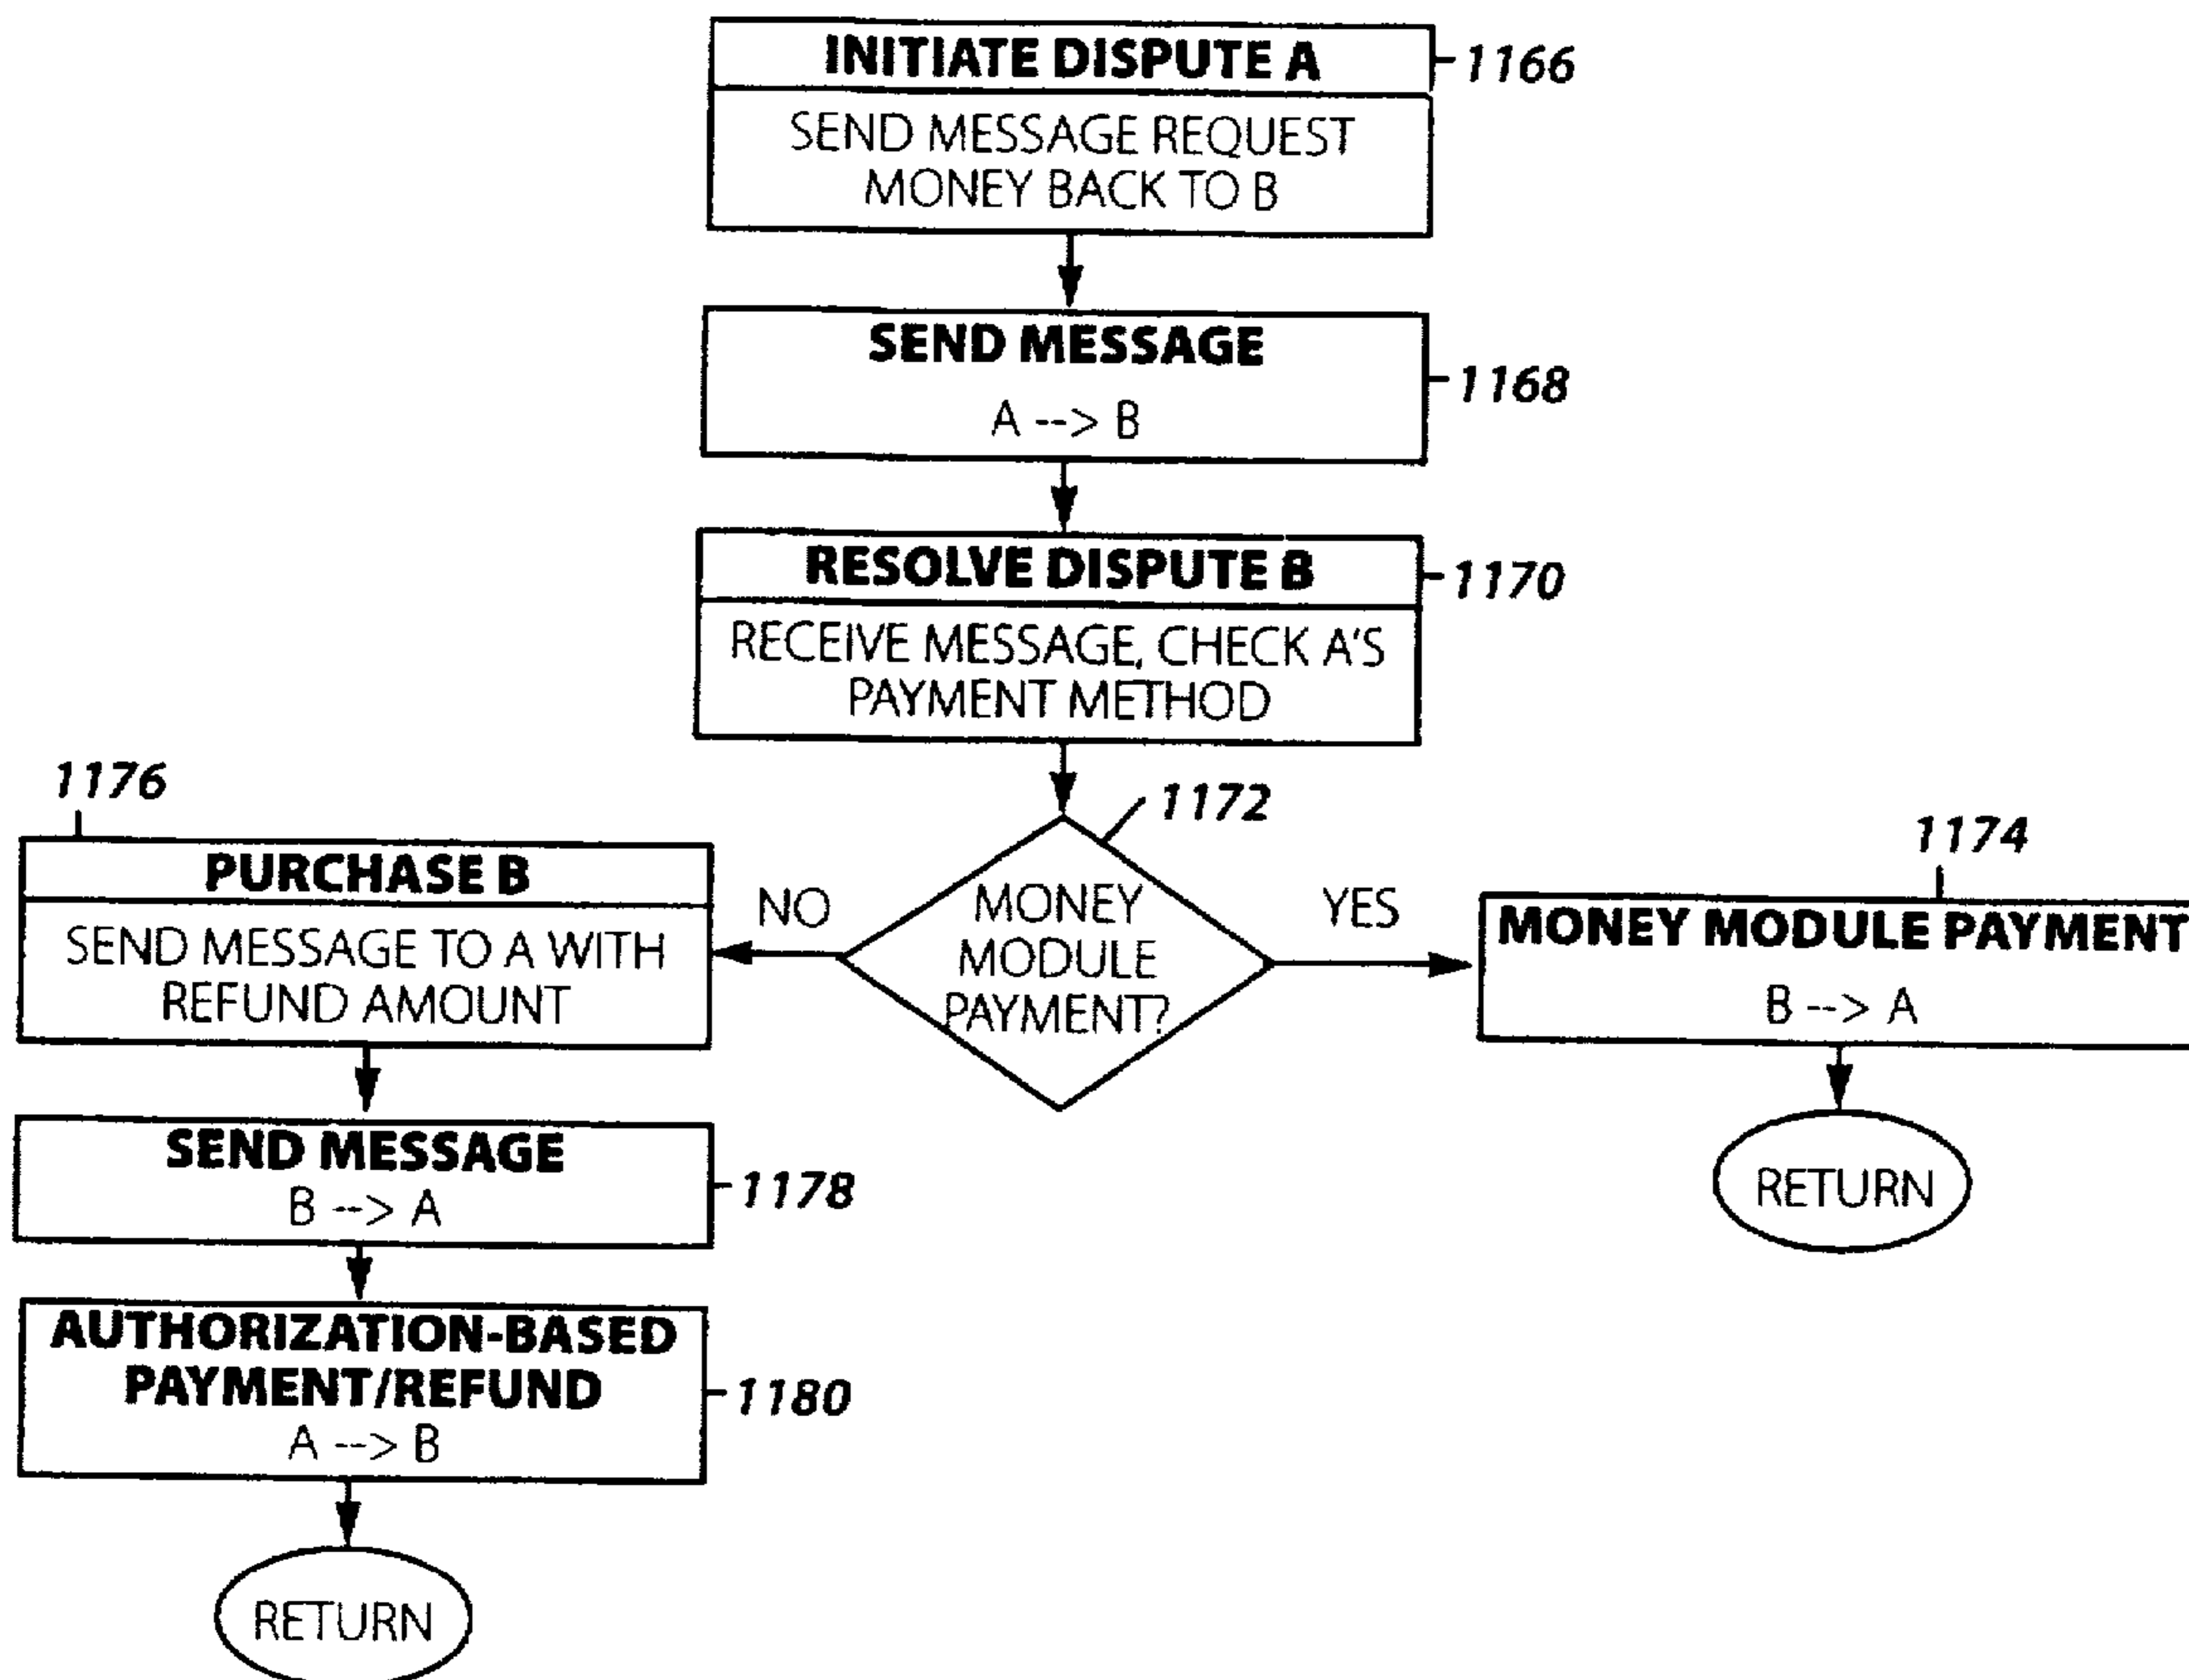 INITIATE DISPUTE A
1166
SEND MESSAGE REQUEST
MONEY BACK TO B
SEND MESSAGE
1168
A --> B
RESOLVE DISPUTE B
1170
RECEIVE MESSAGE, CHECK A'S
PAYMENT METHOD
1176
1172
1174
PURCHASE B
SEND MESSAGE TO A WITH
REFUND AMOUNT
NO
MONEY
MODULE
PAYMENT?
YES
MONEY MODULE PAYMENT
B --> A
RETURN
SEND MESSAGE
1178
B --> A
AUTHORIZATION-BASED
PAYMENT/REFUND
1180
A --> B
RETURN